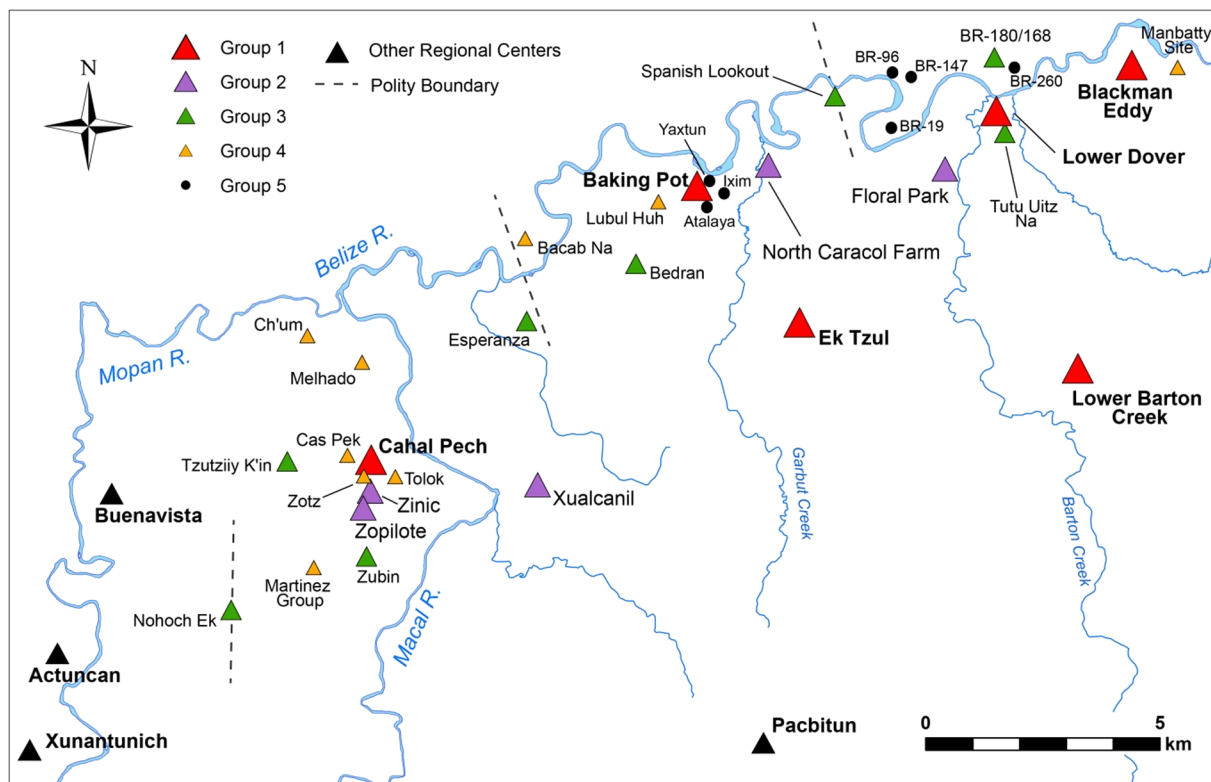 N
Group 1
Group 2
Group 3
Group 4
Group 5
Other Regional Centers
Polity Boundary
Spanish Lookout
BR-96
BR-147
BR-180/168
BR-260
Manbatty
Site
Blackman
Eddy
BR-19
Lower Dover
Yaxtun
Baking Pot
Ixim
Lubul Huh
Atalaya
Floral Park
Tutu Uitz
Na
North Caracol Farm
Belize R.
Bacab Na
Bedran
Esperanza
Ek Tzul
Ch'um
Mopan R.
Melhado
Lower Barton
Creek
Cas Pek
Cahal Pech
Tzutziiy K'in
Tolok
Zotz
Zinic
Zopilote
Xualcanil
Garbut Creek
Barton Creek
Buenavista
Martinez
Group
Zubin
Nohoch Ek
Macal R.
Actuncan
Xunantunich
Pacbitun
0
5
km